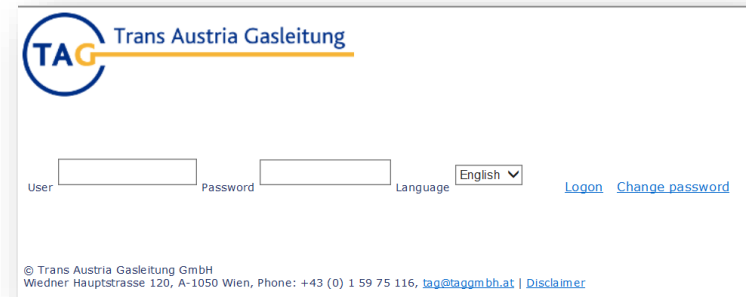 TAG Trans Austria Gasleitung
User Password Language English Logon Change password
© Trans Austria Gasleitung GmbH
Wiedner Hauptstrasse 120, A-1050 Wien, Phone: +43 (0) 1 59 75 116, tag@taggmbh.at | Disclaimer